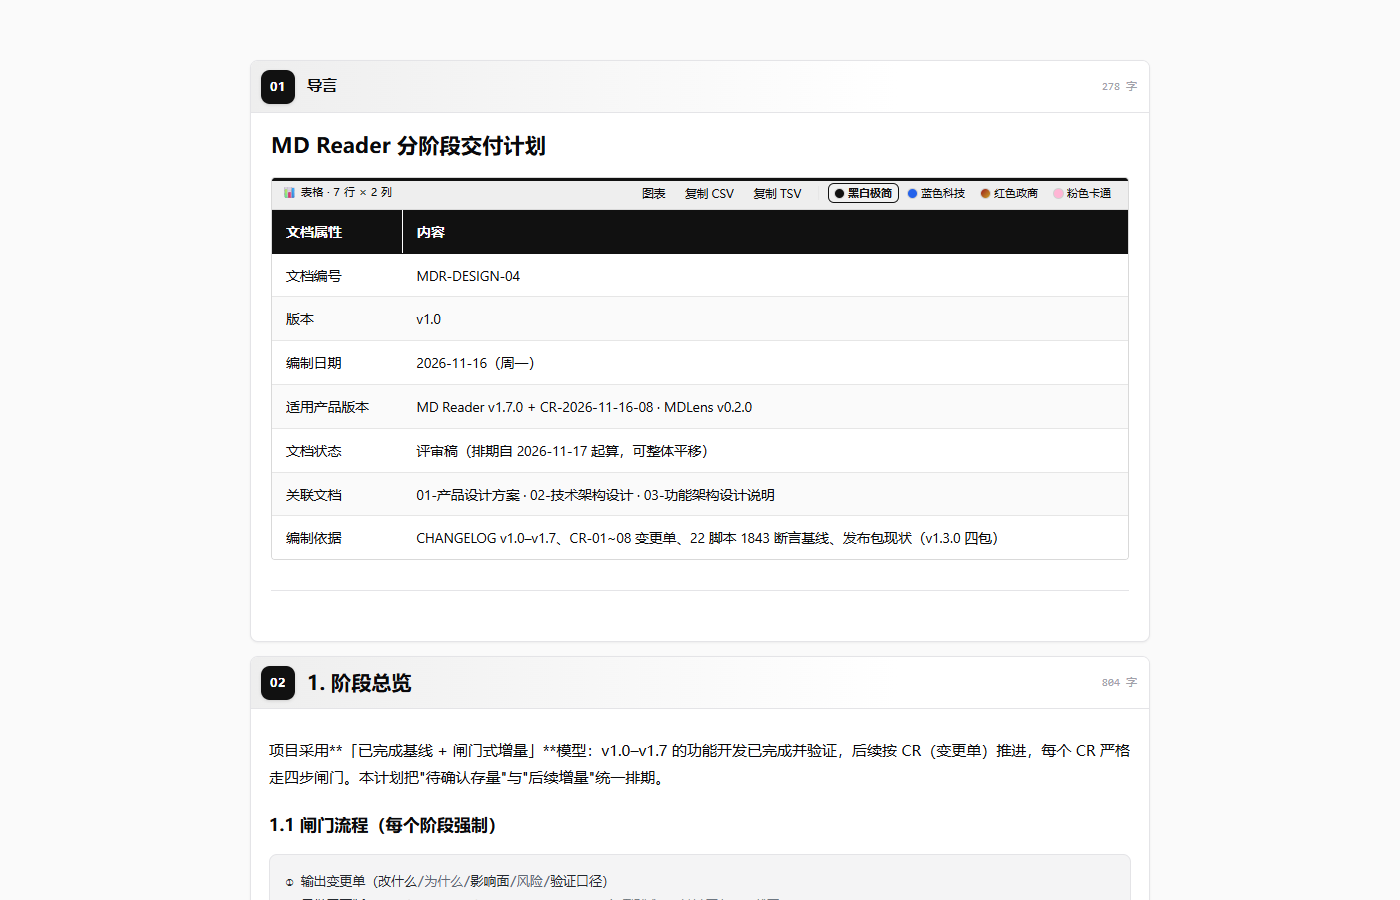 01 导言 278 字
MD Reader 分阶段交付计划
表格 · 7 行 × 2 列 图表 复制 CSV 复制 TSV 黑白极简 蓝色科技 红色政商 粉色卡通
文档属性 内容
文档编号 MDR-DESIGN-04
版本 v1.0
编制日期 2026-11-16（周一）
适用产品版本 MD Reader v1.7.0 + CR-2026-11-16-08 · MDLens v0.2.0
文档状态 评审稿（排期自 2026-11-17 起算，可整体平移）
关联文档 01-产品设计方案 · 02-技术架构设计 · 03-功能架构设计说明
编制依据 CHANGELOG v1.0–v1.7、CR-01~08 变更单、22 脚本 1843 断言基线、发布包现状（v1.3.0 四包）
02 1. 阶段总览 804 字
项目采用**「已完成基线 + 闸门式增量」**模型：v1.0–v1.7 的功能开发已完成并验证，后续按 CR（变更单）推进，每个 CR 严格
走四步闸门。本计划把"待确认存量"与"后续增量"统一排期。
1.1 闸门流程（每个阶段强制）
① 输出变更单（改什么/为什么/影响面/风险/验证口径）